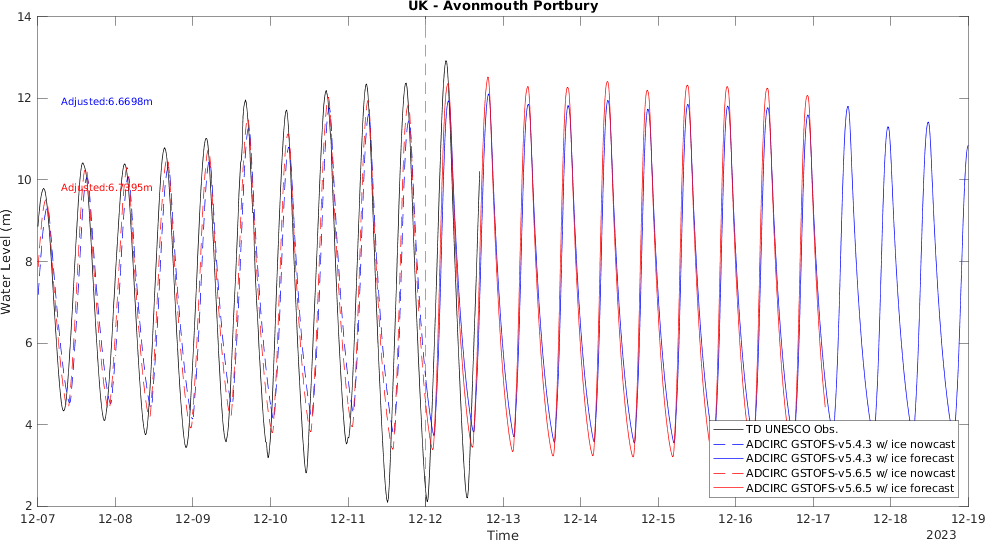 UK - Avonmouth Portbury
14
12
10
8
6
4
2
Water Level (m)
Adjusted:6.6698m
Adjusted:6.7395m
TD UNESCO Obs.
ADCIRC GSTOFS-v5.4.3 w/ ice nowcast
ADCIRC GSTOFS-v5.4.3 w/ ice forecast
ADCIRC GSTOFS-v5.6.5 w/ ice nowcast
ADCIRC GSTOFS-v5.6.5 w/ ice forecast
12-07 12-08 12-09 12-10 12-11 12-12 12-13 12-14 12-15 12-16 12-17 12-18 12-19
Time
2023